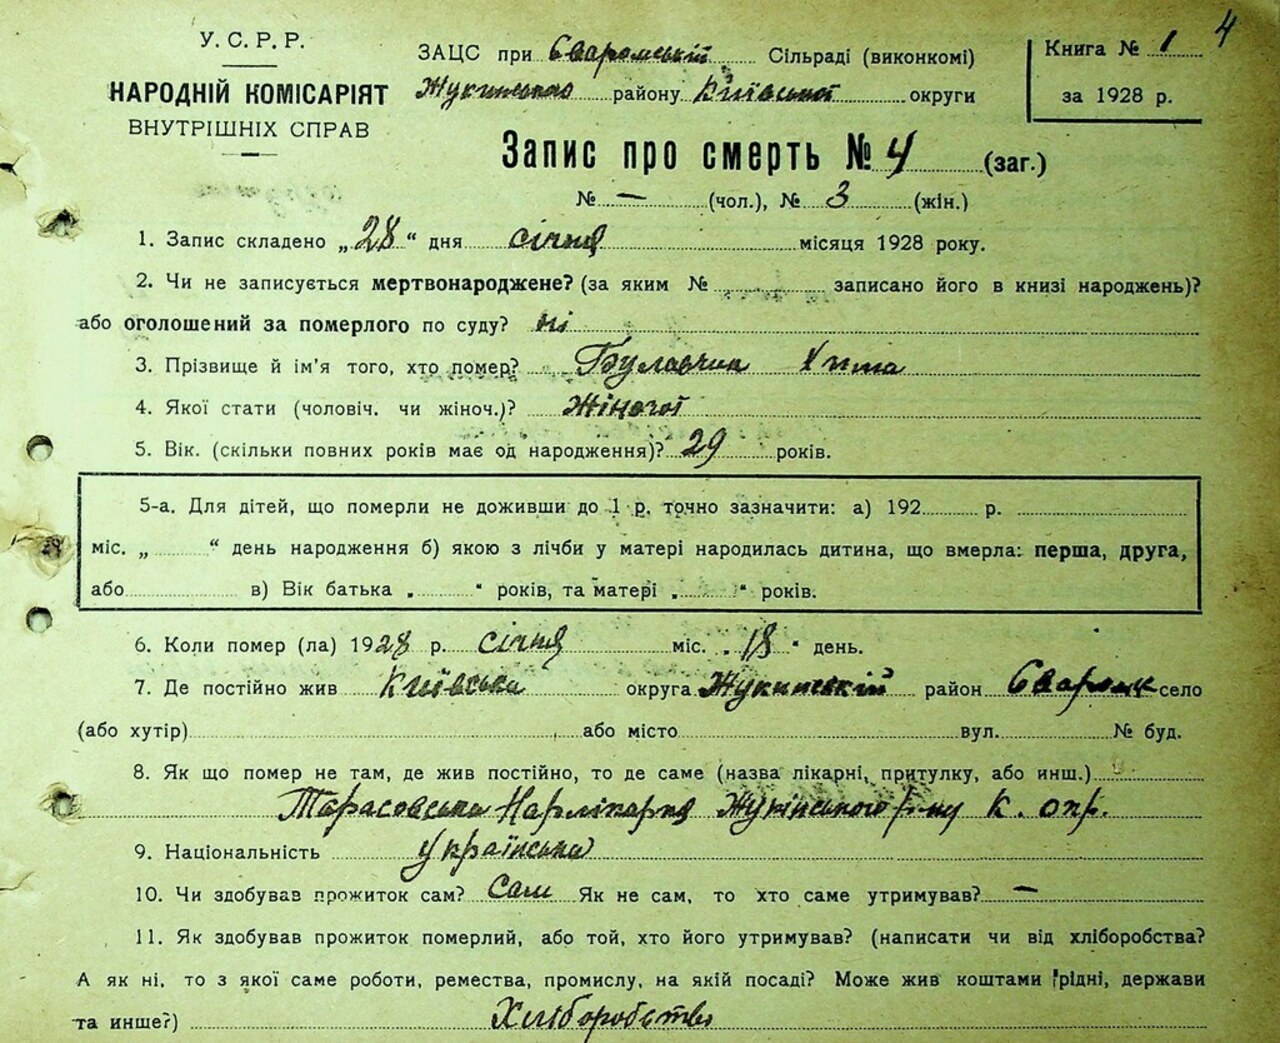 4
У. С. Р. Р.
НАРОДНІЙ КОМІСАРІЯТ
ВНУТРІШНІХ СПРАВ
ЗАЦС при Сваромській Сільраді (виконкомі)
Жукинського району Київської округи
Книга № 1
за 1928 р.
Запис про смерть № 4 (заг.)
№ — (чол.), № 3 (жін.)
1. Запис складено „28“ дня січня місяця 1928 року.
2. Чи не записується мертвонароджене? (за яким № записано його в книзі народжень)?
або оголошений за померлого по суду? ні
3. Прізвище й ім'я того, хто помер? Булавчик
4. Якої стати (чоловіч. чи жіноч.)? Жіночої
5. Вік. (скільки повних років має од народження)? 29 років.
5-а. Для дітей, що померли не доживши до 1 р. точно зазначити: а) 192 р.
міс. „ “ день народження б) якою з лічби у матері народилась дитина, що вмерла: перша, друга,
або в) Вік батька „ “ років, та матері „ “ років.
6. Коли помер (ла) 1928 р. січня міс. „18“ день.
7. Де постійно жив Київська округа Жукинський район Сваромє село
(або хутір) або місто вул. № буд.
8. Як що помер не там, де жив постійно, то де саме (назва лікарні, притулку, або инш.)
Тарасовська Нарлікарня Жукінського р-ну К. окр.
9. Національність українська
10. Чи здобував прожиток сам? Сам Як не сам, то хто саме утримував? —
11. Як здобував прожиток померлий, або той, хто його утримував? (написати чи від хліборобства?
А як ні, то з якої саме роботи, ремества, промислу, на якій посаді? Може жив коштами рідні, держави
та инше?) Хліборобство